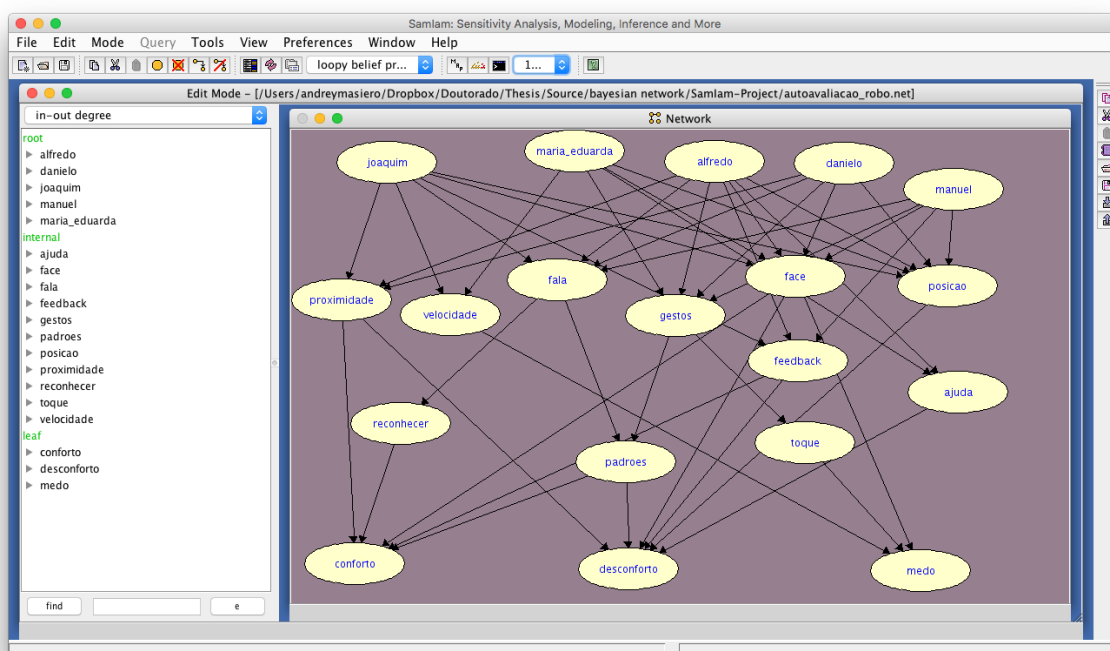 SamIam: Sensitivity Analysis, Modeling, Inference and More
File Edit Mode Query Tools View Preferences Window Help
loopy belief pr... 1...
Edit Mode - [/Users/andreymasiero/Dropbox/Doutorado/Thesis/Source/bayesian network/SamIam-Project/autoavaliacao_robo.net]
in-out degree
root
alfredo
danielo
joaquim
manuel
maria_eduarda
internal
ajuda
face
fala
feedback
gestos
padroes
posicao
proximidade
reconhecer
toque
velocidade
leaf
conforto
desconforto
medo
find
e
Network
joaquim
maria_eduarda
alfredo
danielo
manuel
proximidade
velocidade
fala
gestos
face
posicao
feedback
ajuda
reconhecer
padroes
toque
conforto
desconforto
medo